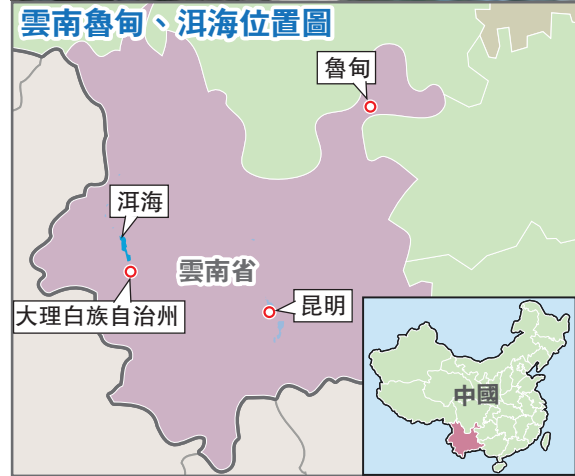 雲南魯甸、洱海位置圖
魯甸
洱海
雲南省
大理白族自治州
昆明
中國